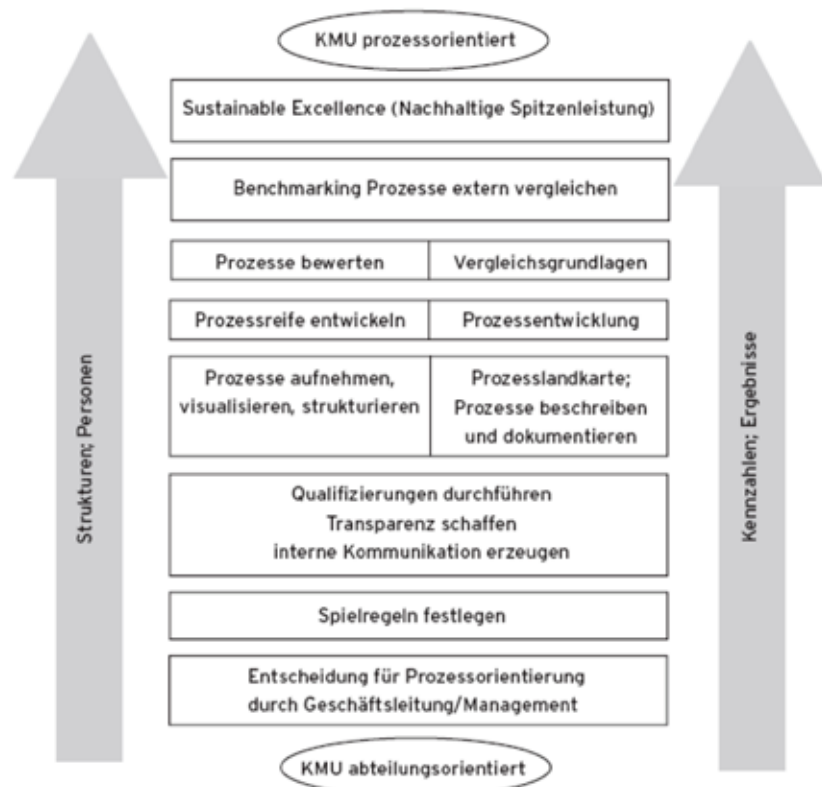 KMU prozessorientiert
Sustainable Excellence (Nachhaltige Spitzenleistung)
Benchmarking Prozesse extern vergleichen
Prozesse bewerten
Vergleichsgrundlagen
Prozessreife entwickeln
Prozessentwicklung
Prozesse aufnehmen,
visualisieren, strukturieren
Prozesslandkarte;
Prozesse beschreiben
und dokumentieren
Qualifizierungen durchführen
Transparenz schaffen
interne Kommunikation erzeugen
Spielregeln festlegen
Entscheidung für Prozessorientierung
durch Geschäftsleitung/Management
KMU abteilungsorientiert
Strukturen; Personen
Kennzahlen; Ergebnisse